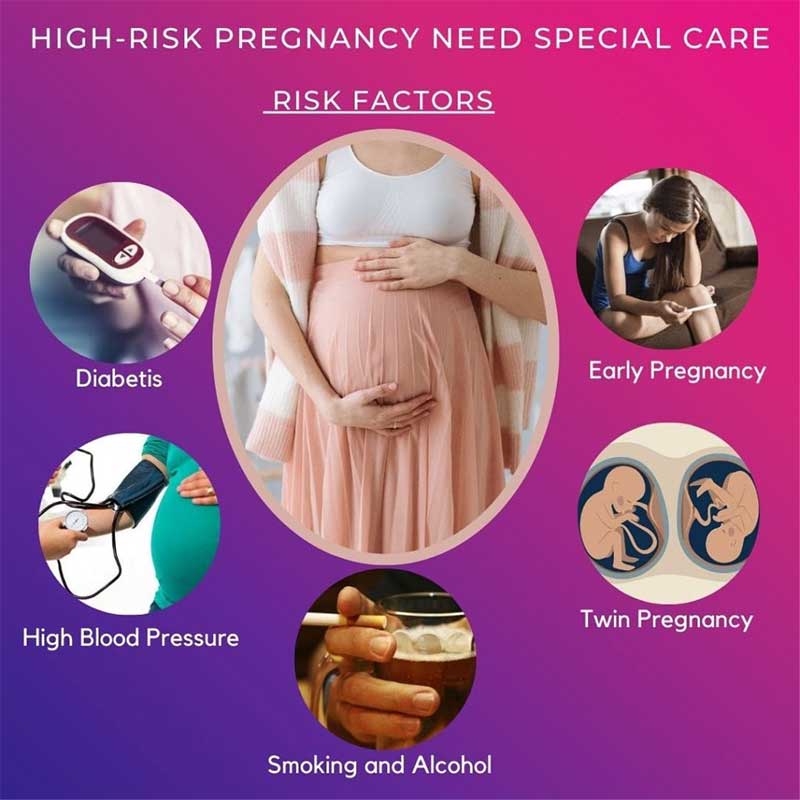 HIGH-RISK PREGNANCY NEED SPECIAL CARE
RISK FACTORS
Diabetis
Early Pregnancy
High Blood Pressure
Twin Pregnancy
Smoking and Alcohol